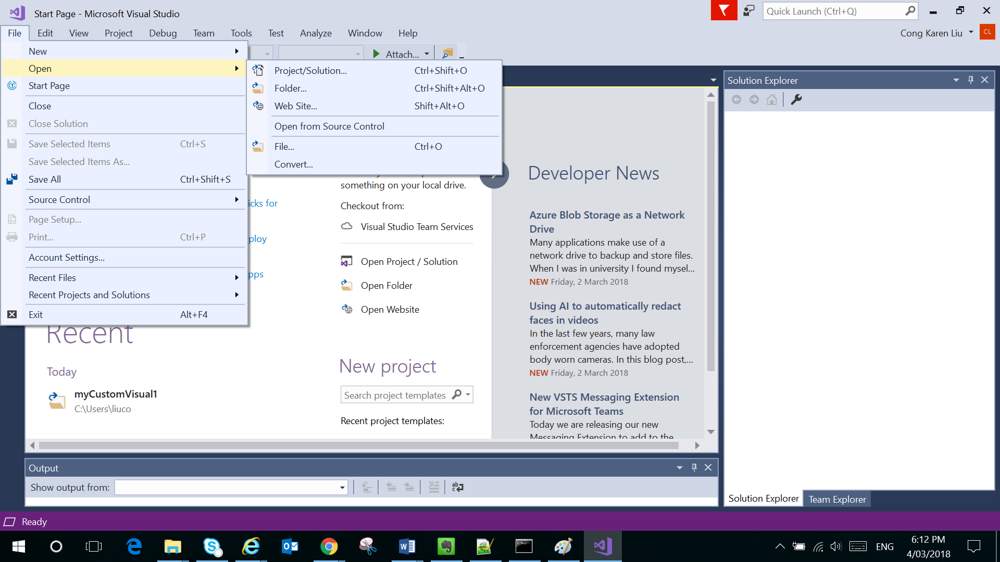 Start Page - Microsoft Visual Studio
Quick Launch (Ctrl+Q)
File Edit View Project Debug Team Tools Test Analyze Window Help
Cong Karen Liu CL
Attach...
New
Open
Start Page
Close
Close Solution
Save Selected Items Ctrl+S
Save Selected Items As...
Save All Ctrl+Shift+S
Source Control
Page Setup...
Print... Ctrl+P
Account Settings...
Recent Files
Recent Projects and Solutions
Exit Alt+F4
Project/Solution... Ctrl+Shift+O
Folder... Ctrl+Shift+Alt+O
Web Site... Shift+Alt+O
Open from Source Control
File... Ctrl+O
Convert...
icks for
ploy
pps
Recent
Today
myCustomVisual1
C:\Users\liuco
something on your local drive.
Checkout from:
Visual Studio Team Services
Open Project / Solution
Open Folder
Open Website
New project
Search project templates
Recent project templates:
Developer News
Azure Blob Storage as a Network
Drive
Many applications make use of a
network drive to backup and store files.
When I was in university I found mysel...
NEW Friday, 2 March 2018
Using AI to automatically redact
faces in videos
In the last few years, many law
enforcement agencies have adopted
body worn cameras. In this blog post,...
NEW Friday, 2 March 2018
New VSTS Messaging Extension
for Microsoft Teams
Today we are releasing our new
Messaging Extension to add to the
Solution Explorer
Solution Explorer Team Explorer
Output
Show output from:
Ready
ENG
6:12 PM
4/03/2018